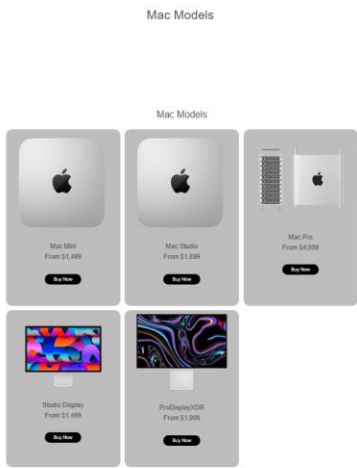 Mac Models
Mac Models
Mac Mini
From $1,499
Buy Now
Mac Studio
From $1,899
Buy Now
Mac Pro
From $4,999
Buy Now
Studio Display
From $1,499
Buy Now
ProDisplayXDR
From $1,999
Buy Now